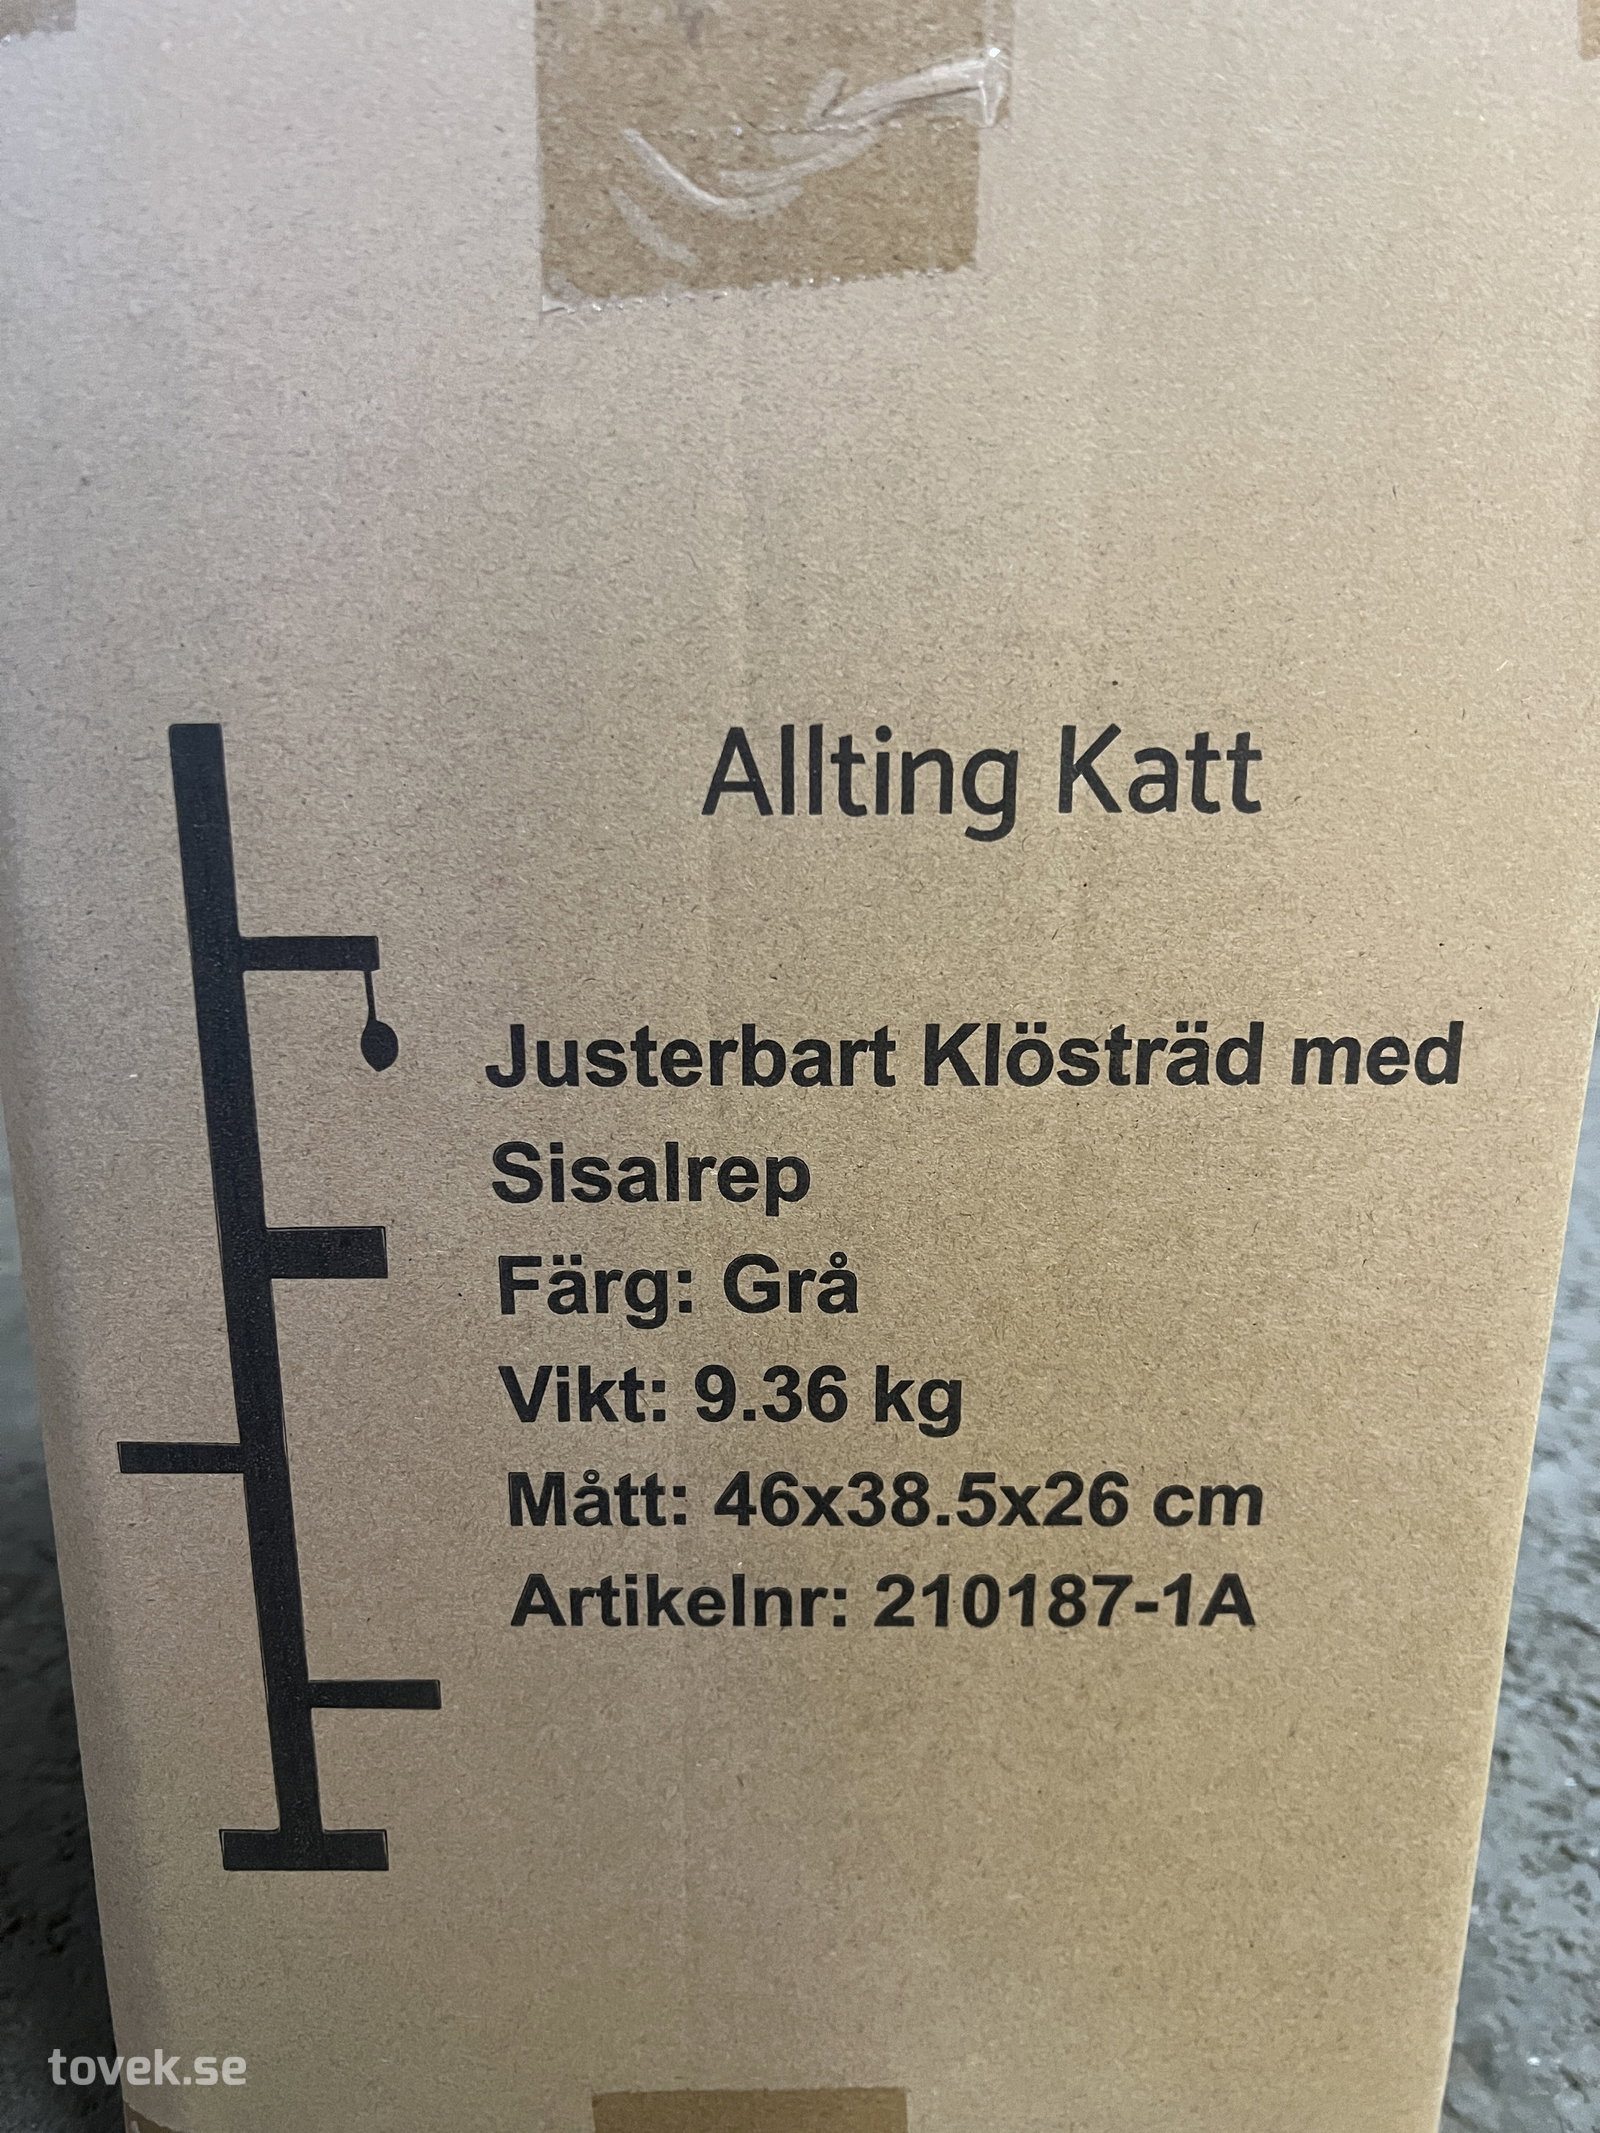 Allting Katt
Justerbart Klösträd med
Sisalrep
Färg: Grå
Vikt: 9.36 kg
Mått: 46x38.5x26 cm
Artikelnr: 210187-1A
tovek.se